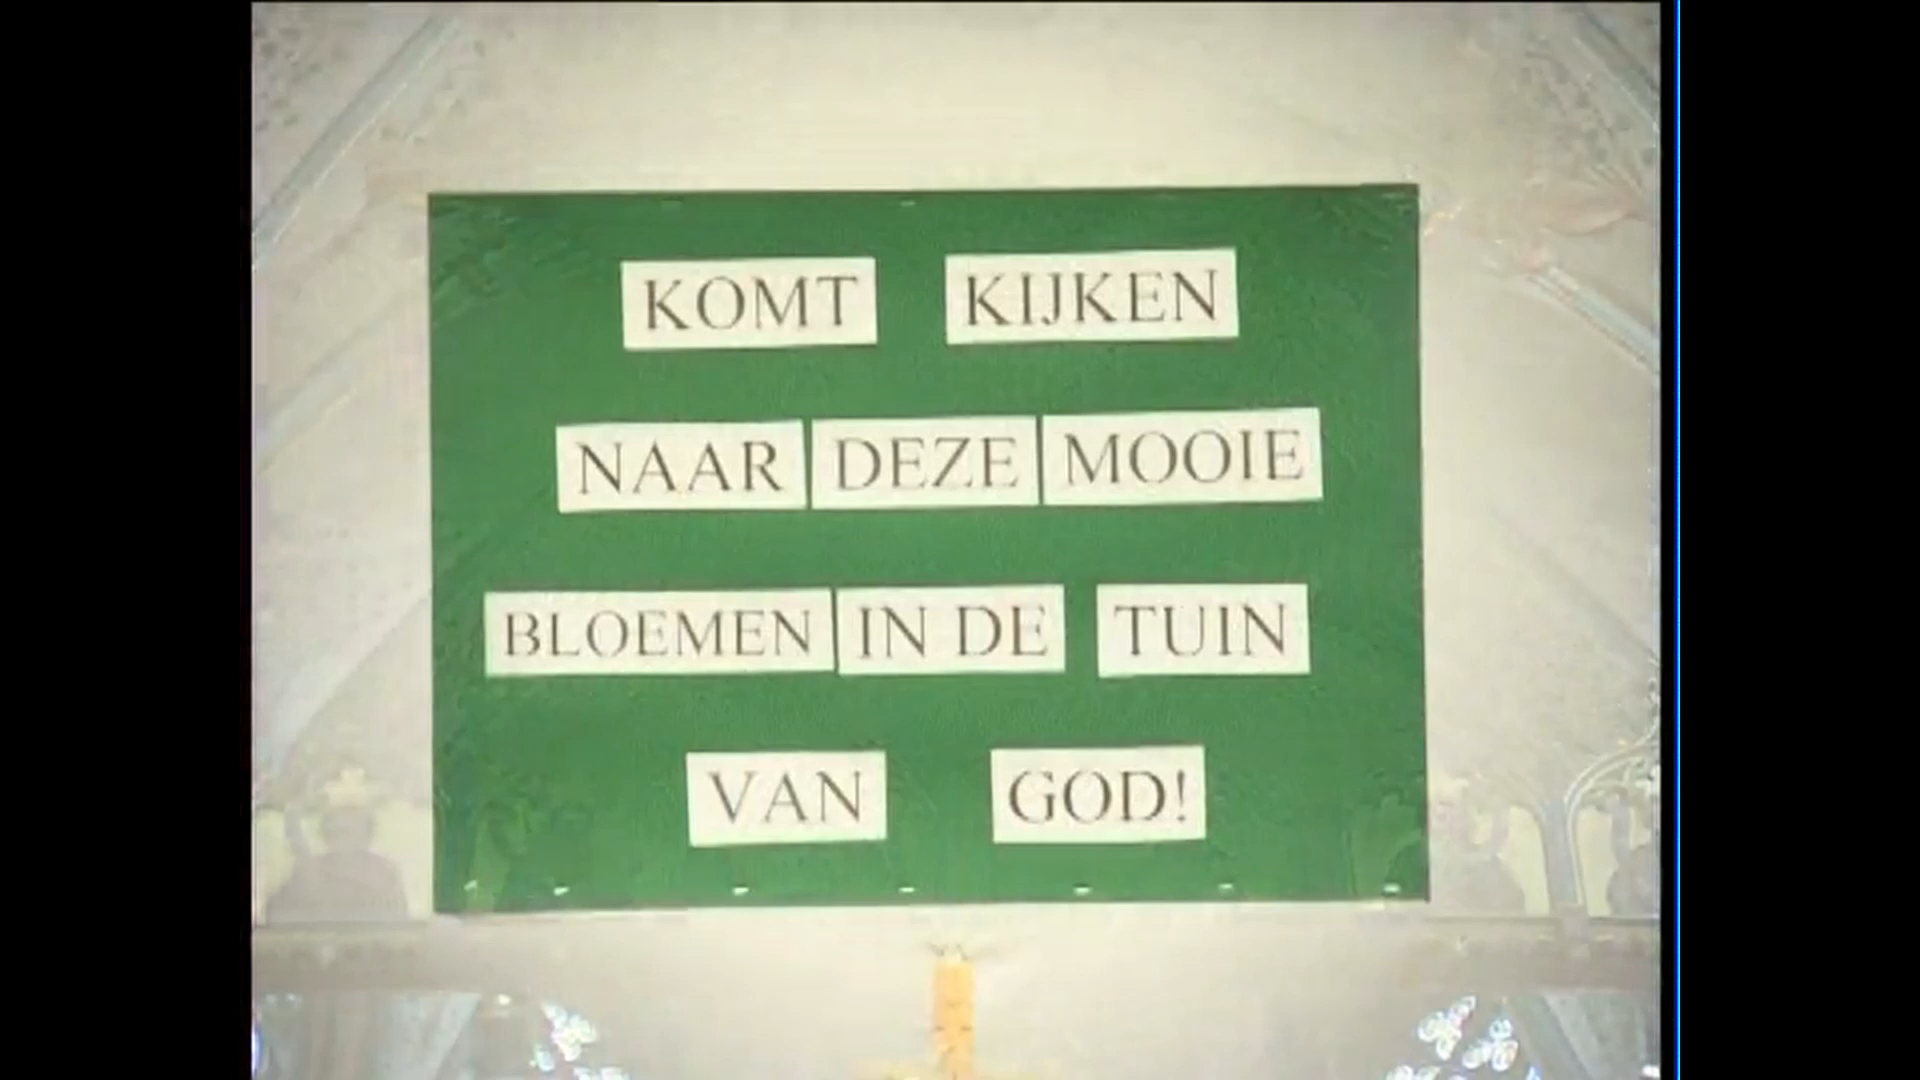 KOMT KIJKEN
NAAR DEZE MOOIE
BLOEMEN IN DE TUIN
VAN GOD!